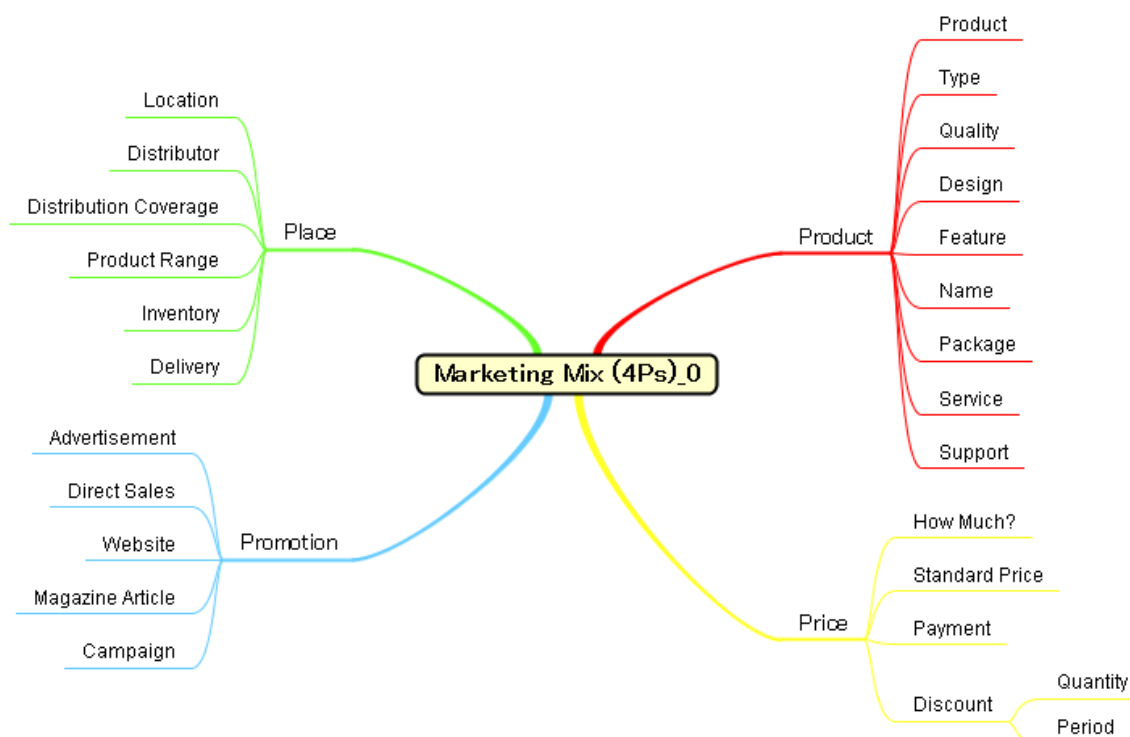 Marketing Mix (4Ps)_0
Product
Product
Type
Quality
Design
Feature
Name
Package
Service
Support
Price
How Much?
Standard Price
Payment
Discount
Quantity
Period
Promotion
Advertisement
Direct Sales
Website
Magazine Article
Campaign
Place
Location
Distributor
Distribution Coverage
Product Range
Inventory
Delivery